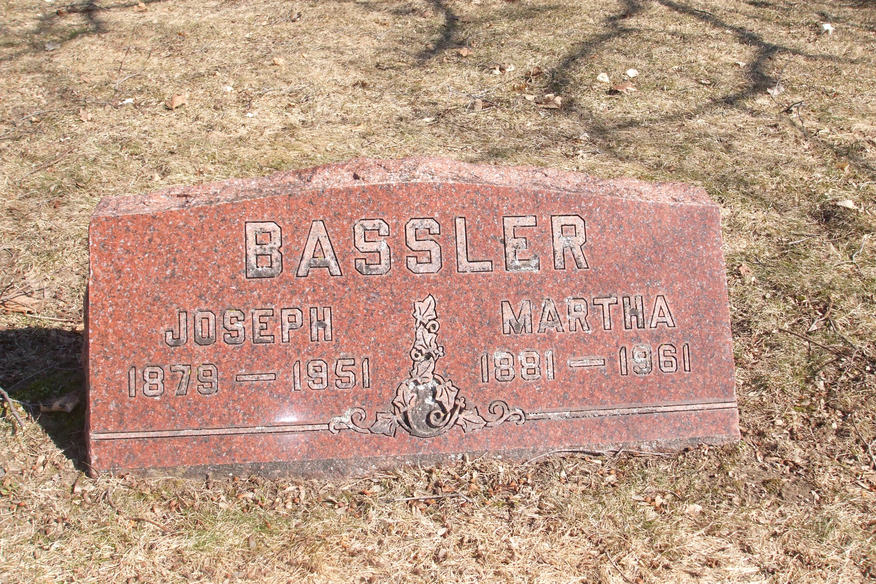 BASSLER
JOSEPH MARTHA
1879 — 1951 1881 — 1961